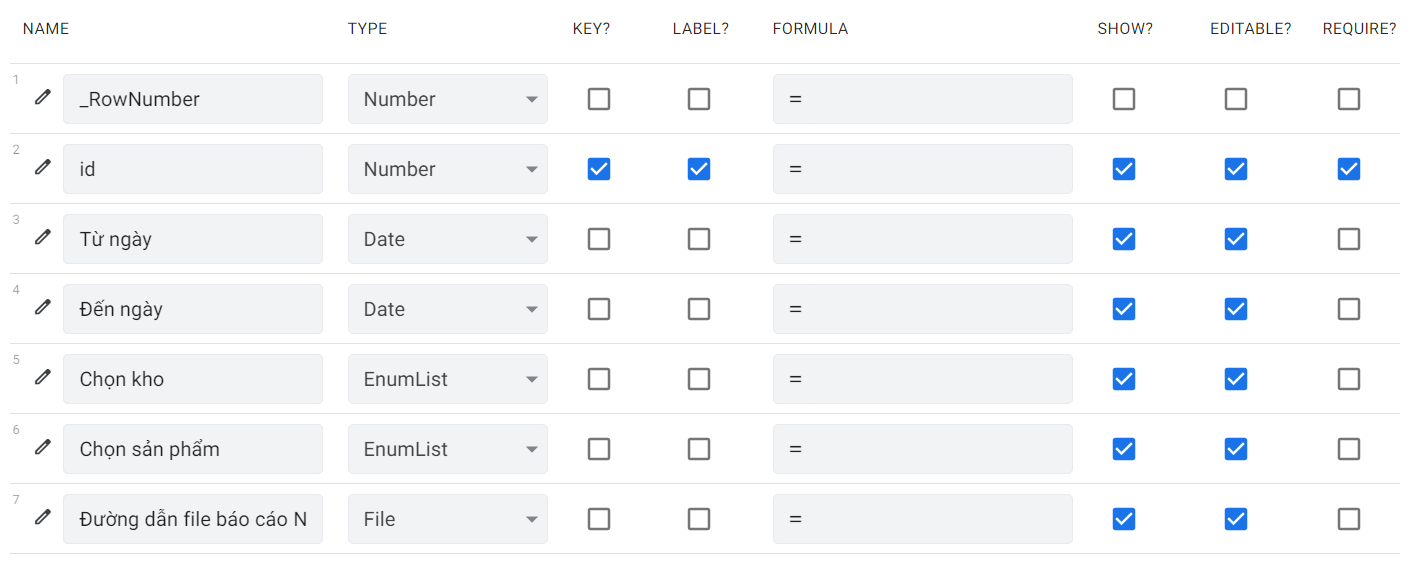 NAME TYPE KEY? LABEL? FORMULA SHOW? EDITABLE? REQUIRE?
1 _RowNumber Number =
2 id Number =
3 Từ ngày Date =
4 Đến ngày Date =
5 Chọn kho EnumList =
6 Chọn sản phẩm EnumList =
7 Đường dẫn file báo cáo N File =